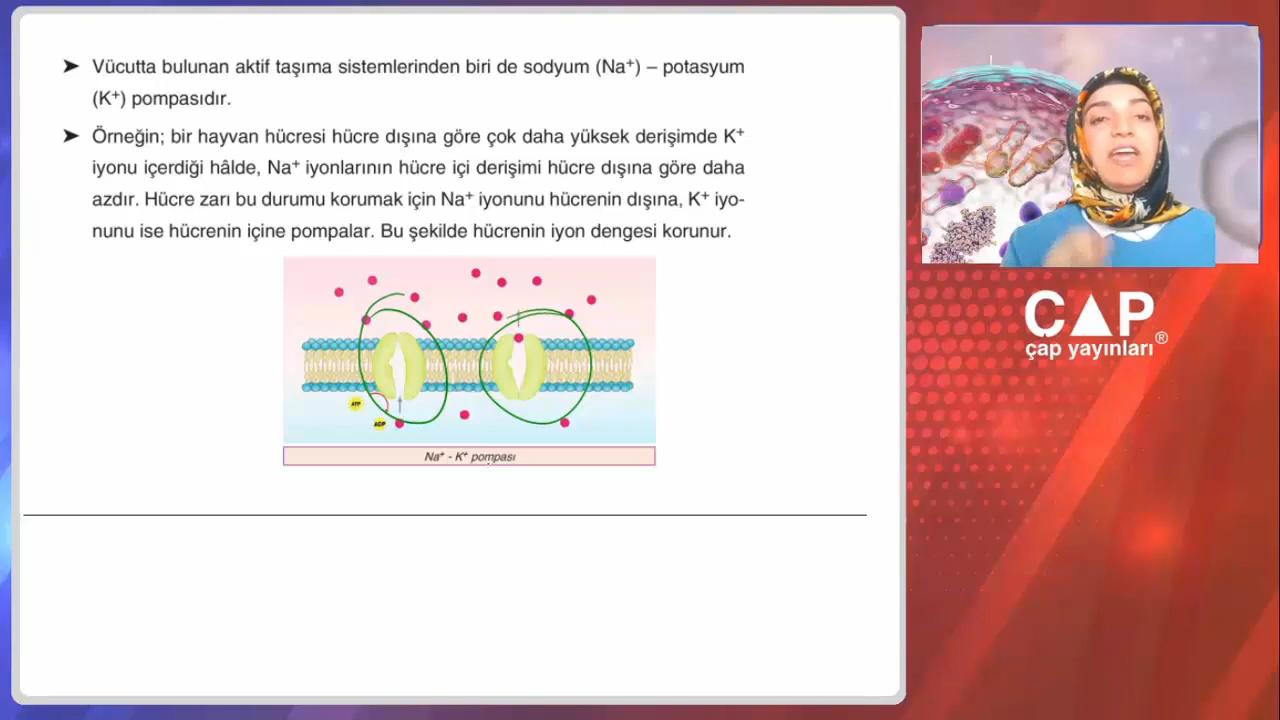 ➤ Vücutta bulunan aktif taşıma sistemlerinden biri de sodyum (Na⁺) – potasyum
(K⁺) pompasıdır.
➤ Örneğin; bir hayvan hücresi hücre dışına göre çok daha yüksek derişimde K⁺
iyonu içerdiği hâlde, Na⁺ iyonlarının hücre içi derişimi hücre dışına göre daha
azdır. Hücre zarı bu durumu korumak için Na⁺ iyonunu hücrenin dışına, K⁺ iyo-
nunu ise hücrenin içine pompalar. Bu şekilde hücrenin iyon dengesi korunur.
ATP
ADP
Na⁺ - K⁺ pompası
ÇAP®
çap yayınları